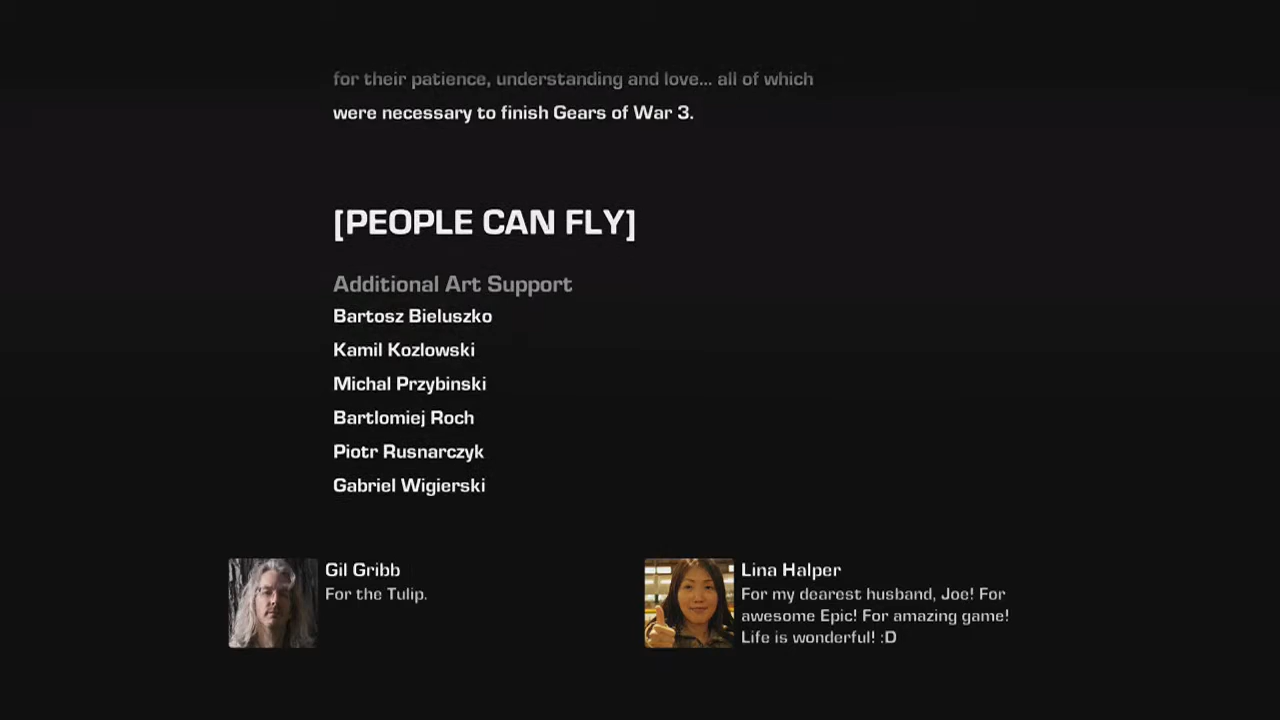 for their patience, understanding and love... all of which
were necessary to finish Gears of War 3.
[PEOPLE CAN FLY]
Additional Art Support
Bartosz Bieluszko
Kamil Kozlowski
Michal Przybinski
Bartlomiej Roch
Piotr Rusnarczyk
Gabriel Wigierski
Gil Gribb
For the Tulip.
Lina Halper
For my dearest husband, Joe! For
awesome Epic! For amazing game!
Life is wonderful! :D